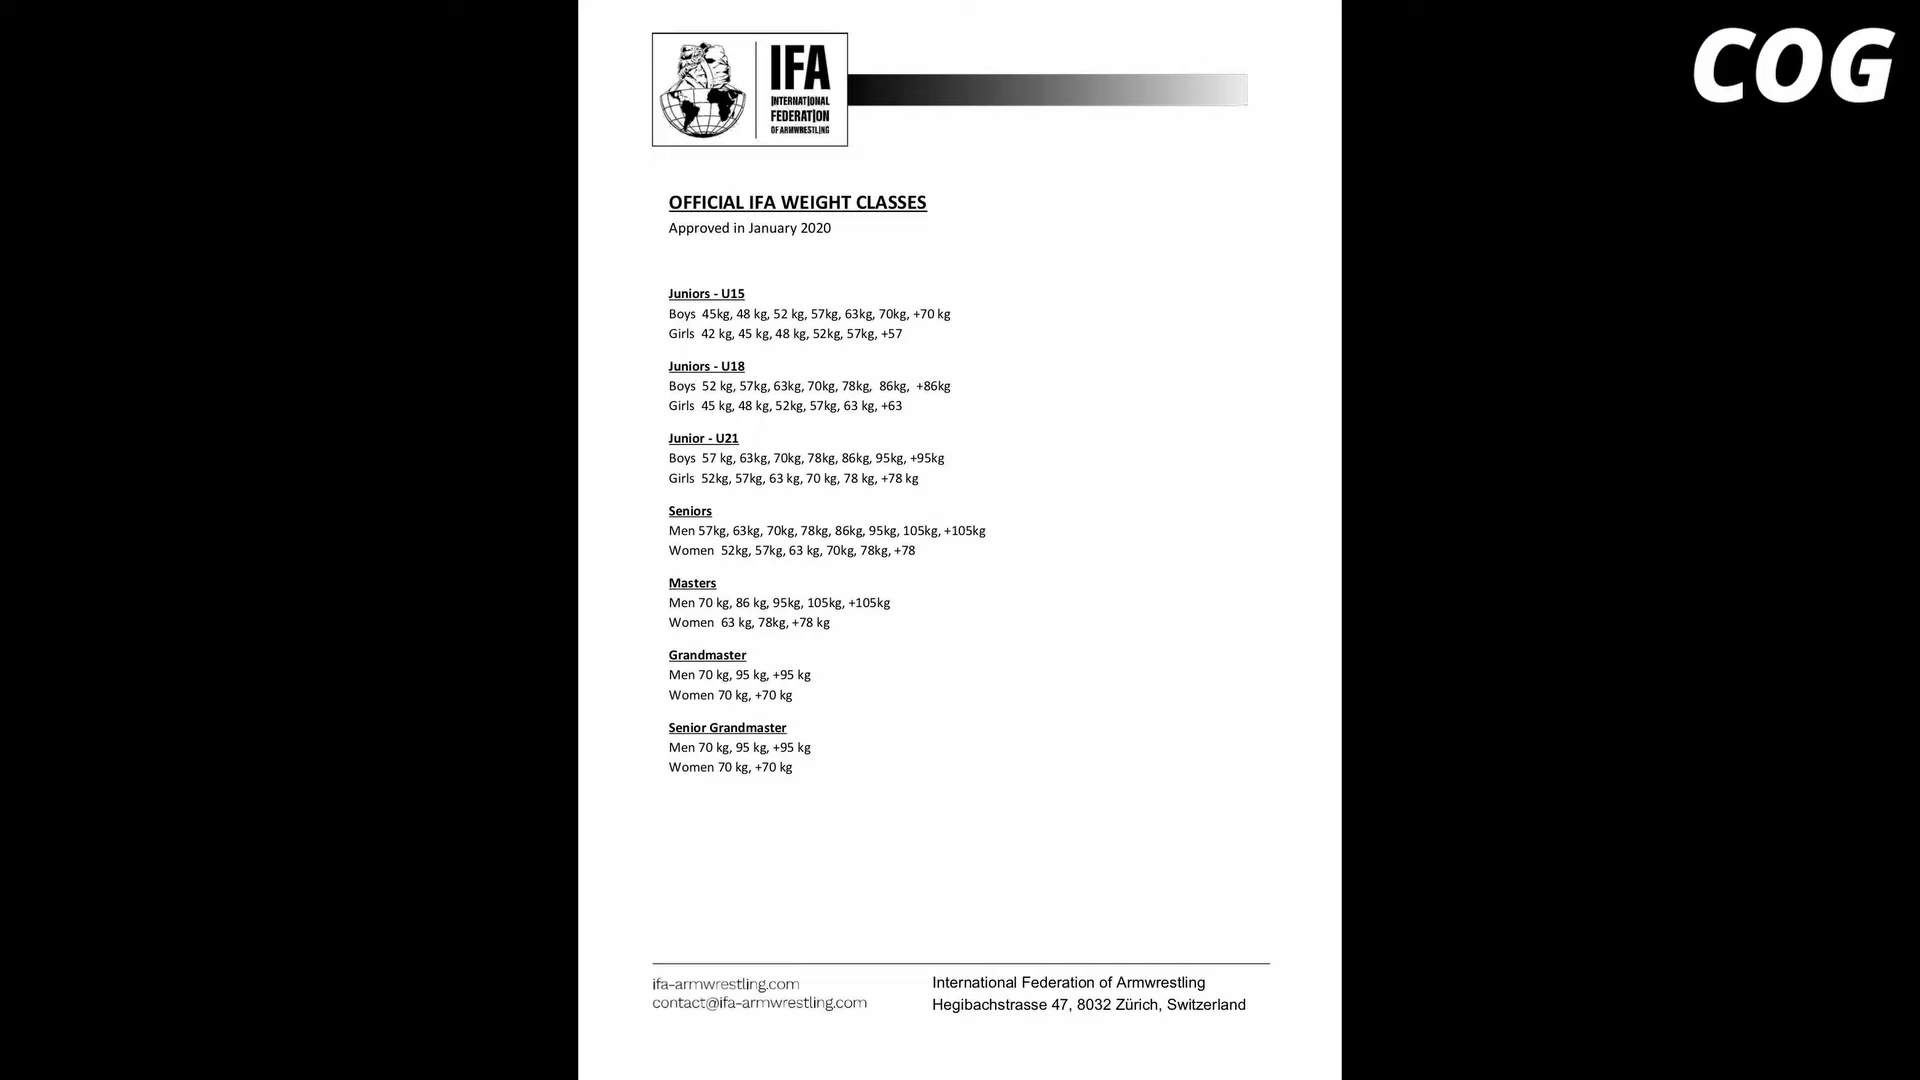 COG
IFA
INTERNATIONAL
FEDERATION
OF ARMWRESTLING
OFFICIAL IFA WEIGHT CLASSES
Approved in January 2020
Juniors - U15
Boys 45kg, 48 kg, 52 kg, 57kg, 63kg, 70kg, +70 kg
Girls 42 kg, 45 kg, 48 kg, 52kg, 57kg, +57
Juniors - U18
Boys 52 kg, 57kg, 63kg, 70kg, 78kg, 86kg, +86kg
Girls 45 kg, 48 kg, 52kg, 57kg, 63 kg, +63
Junior - U21
Boys 57 kg, 63kg, 70kg, 78kg, 86kg, 95kg, +95kg
Girls 52kg, 57kg, 63 kg, 70 kg, 78 kg, +78 kg
Seniors
Men 57kg, 63kg, 70kg, 78kg, 86kg, 95kg, 105kg, +105kg
Women 52kg, 57kg, 63 kg, 70kg, 78kg, +78
Masters
Men 70 kg, 86 kg, 95kg, 105kg, +105kg
Women 63 kg, 78kg, +78 kg
Grandmaster
Men 70 kg, 95 kg, +95 kg
Women 70 kg, +70 kg
Senior Grandmaster
Men 70 kg, 95 kg, +95 kg
Women 70 kg, +70 kg
ifa-armwrestling.com
contact@ifa-armwrestling.com
International Federation of Armwrestling
Hegibachstrasse 47, 8032 Zürich, Switzerland